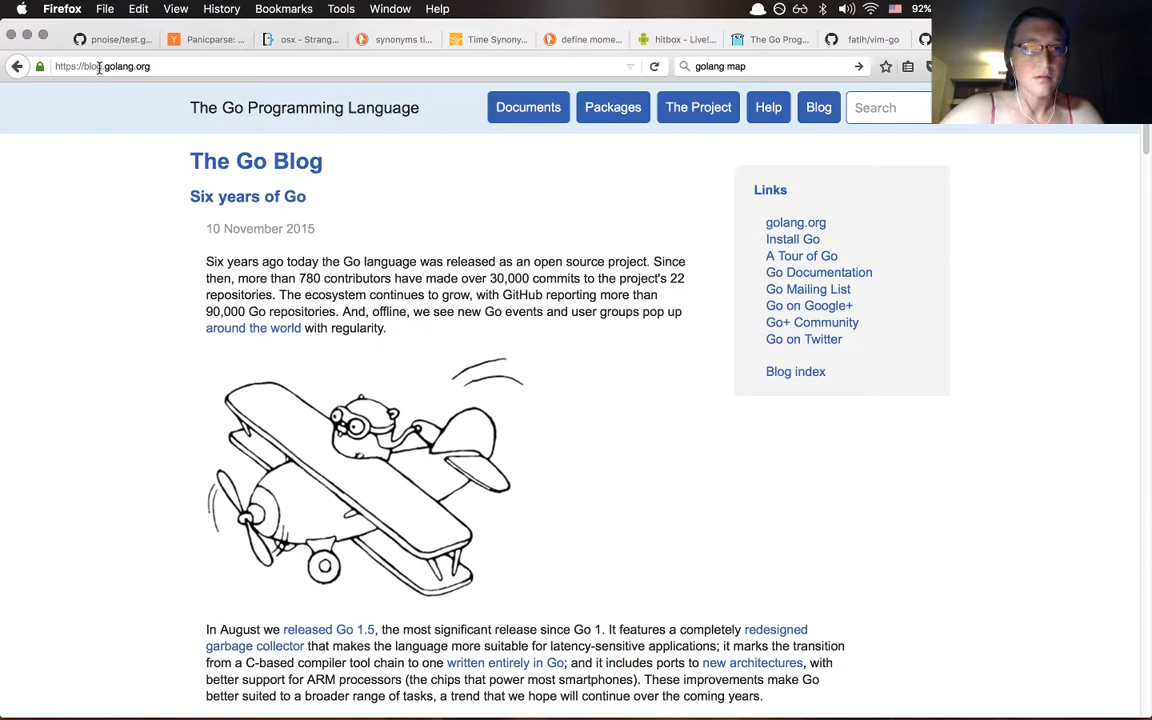 Firefox File Edit View History Bookmarks Tools Window Help 92%
pnoise/test.g... Panicparse: ... osx - Strang... synonyms ti... Time Synony... define mome... hitbox - Live!... The Go Prog... fatih/vim-go
https://blog.golang.org golang map
The Go Programming Language Documents Packages The Project Help Blog Search
The Go Blog
Six years of Go
10 November 2015
Six years ago today the Go language was released as an open source project. Since
then, more than 780 contributors have made over 30,000 commits to the project's 22
repositories. The ecosystem continues to grow, with GitHub reporting more than
90,000 Go repositories. And, offline, we see new Go events and user groups pop up
around the world with regularity.
Links
golang.org
Install Go
A Tour of Go
Go Documentation
Go Mailing List
Go on Google+
Go+ Community
Go on Twitter
Blog index
In August we released Go 1.5, the most significant release since Go 1. It features a completely redesigned
garbage collector that makes the language more suitable for latency-sensitive applications; it marks the transition
from a C-based compiler tool chain to one written entirely in Go; and it includes ports to new architectures, with
better support for ARM processors (the chips that power most smartphones). These improvements make Go
better suited to a broader range of tasks, a trend that we hope will continue over the coming years.